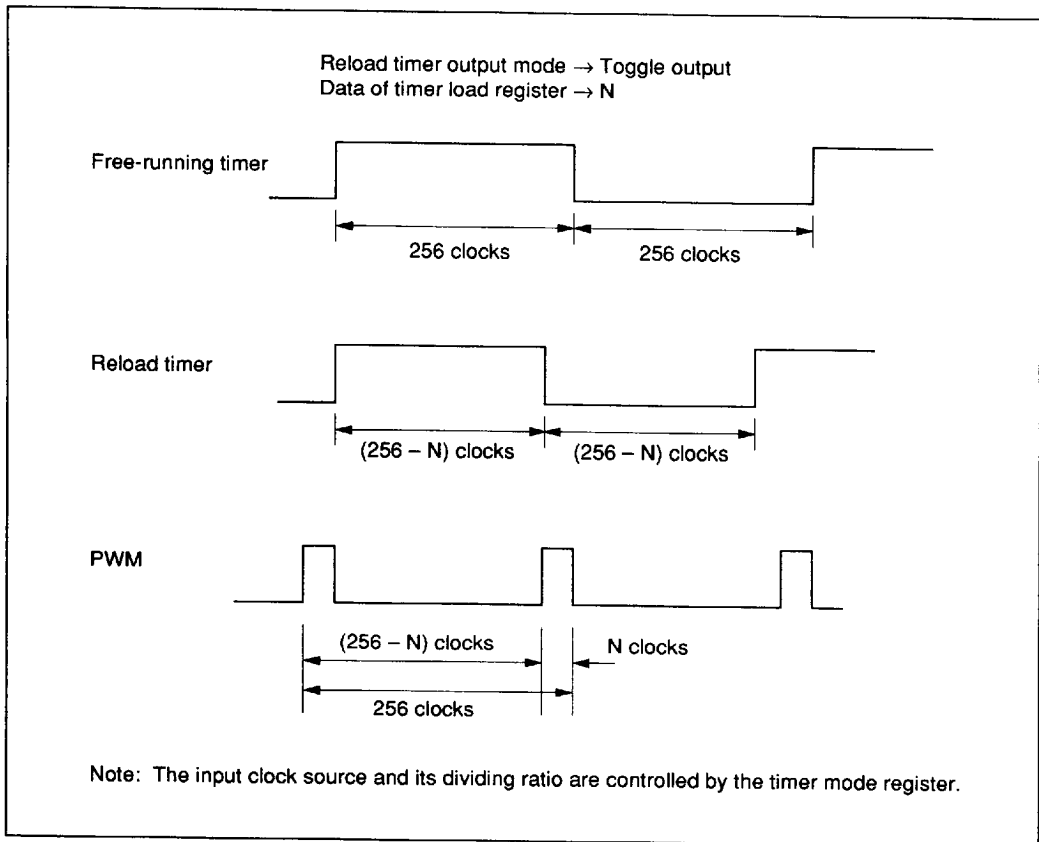 Reload timer output mode → Toggle output
Data of timer load register → N
Free-running timer
256 clocks 256 clocks
Reload timer
(256 – N) clocks (256 – N) clocks
PWM
(256 – N) clocks N clocks
256 clocks
Note: The input clock source and its dividing ratio are controlled by the timer mode register.